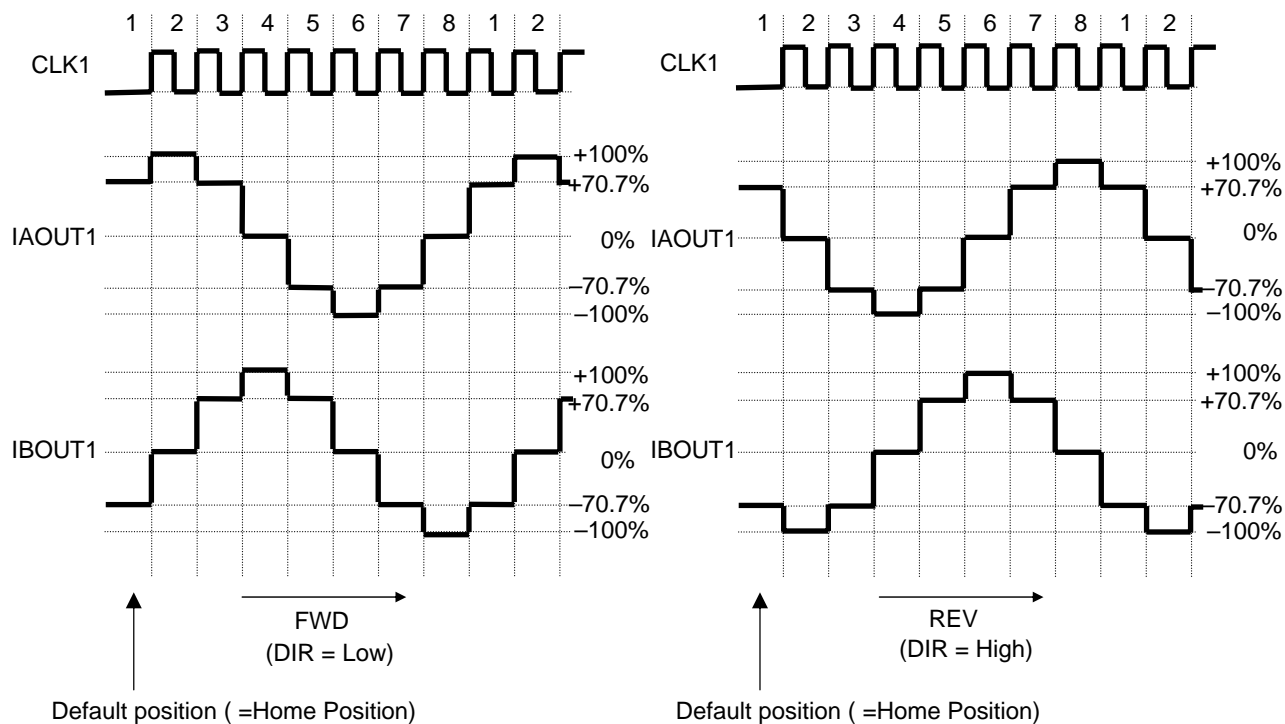 1 2 3 4 5 6 7 8 1 2
CLK1
+100%
+70.7%
IAOUT1
0%
–70.7%
–100%
+100%
+70.7%
IBOUT1
0%
–70.7%
–100%
FWD
(DIR = Low)
Default position ( =Home Position)
1 2 3 4 5 6 7 8 1 2
CLK1
+100%
+70.7%
IAOUT1
0%
–70.7%
–100%
+100%
+70.7%
IBOUT1
0%
–70.7%
–100%
REV
(DIR = High)
Default position ( =Home Position)